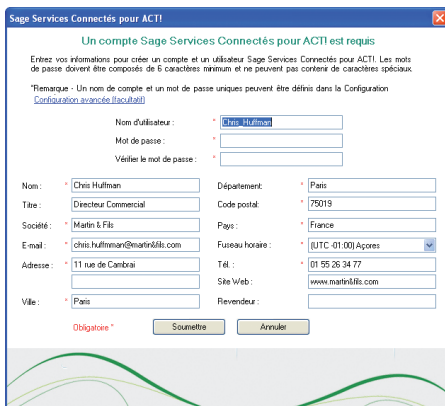 Sage Services Connectés pour ACT!
Un compte Sage Services Connectés pour ACT! est requis
Entrez vos informations pour créer un compte et un utilisateur Sage Services Connectés pour ACT!. Les mots
de passe doivent être composés de 6 caractères minimum et ne peuvent pas contenir de caractères spéciaux.
*Remarque - Un nom de compte et un mot de passe uniques peuvent être définis dans la Configuration
Configuration avancée (facultatif)
Nom d'utilisateur : * Chris_Huffman
Mot de passe : *
Vérifier le mot de passe : *
Nom : * Chris Huffman Département: Paris
Titre : * Directeur Commercial Code postal: * 75019
Société : * Martin & Fils Pays : * France
E-mail : * chris.huffmman@martin&fils.com Fuseau horaire : * (UTC -01:00) Açores
Adresse : * 11 rue de Cambrai Tél. : * 01 55 26 34 77
Site Web : www.martin&fils.com
Ville : * Paris Revendeur :
Obligatoire * Soumettre Annuler